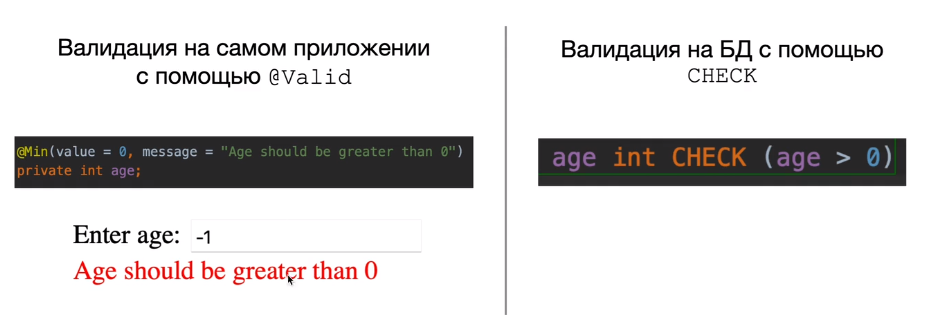 Валидация на самом приложении
с помощью @Valid
@Min(value = 0, message = "Age should be greater than 0")
private int age;
Enter age: -1
Age should be greater than 0
Валидация на БД с помощью
CHECK
age int CHECK (age > 0)